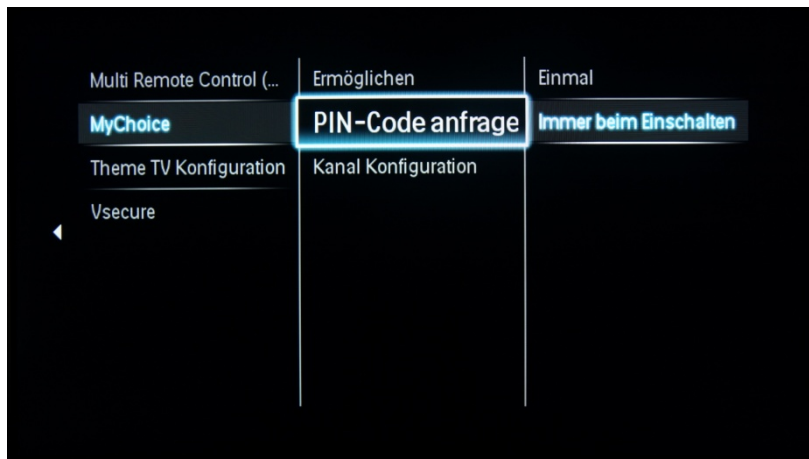 Multi Remote Control (...
MyChoice
Theme TV Konfiguration
Vsecure
Ermöglichen
PIN-Code anfrage
Kanal Konfiguration
Einmal
Immer beim Einschalten